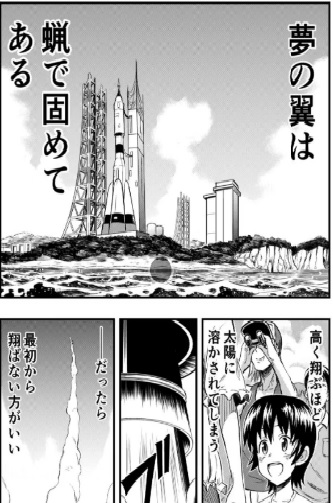 夢の翼は
蝋で固めて
ある
高く翔ぶほど
太陽に
溶かされてしまう
――だったら
最初から
翔ばない方がいい